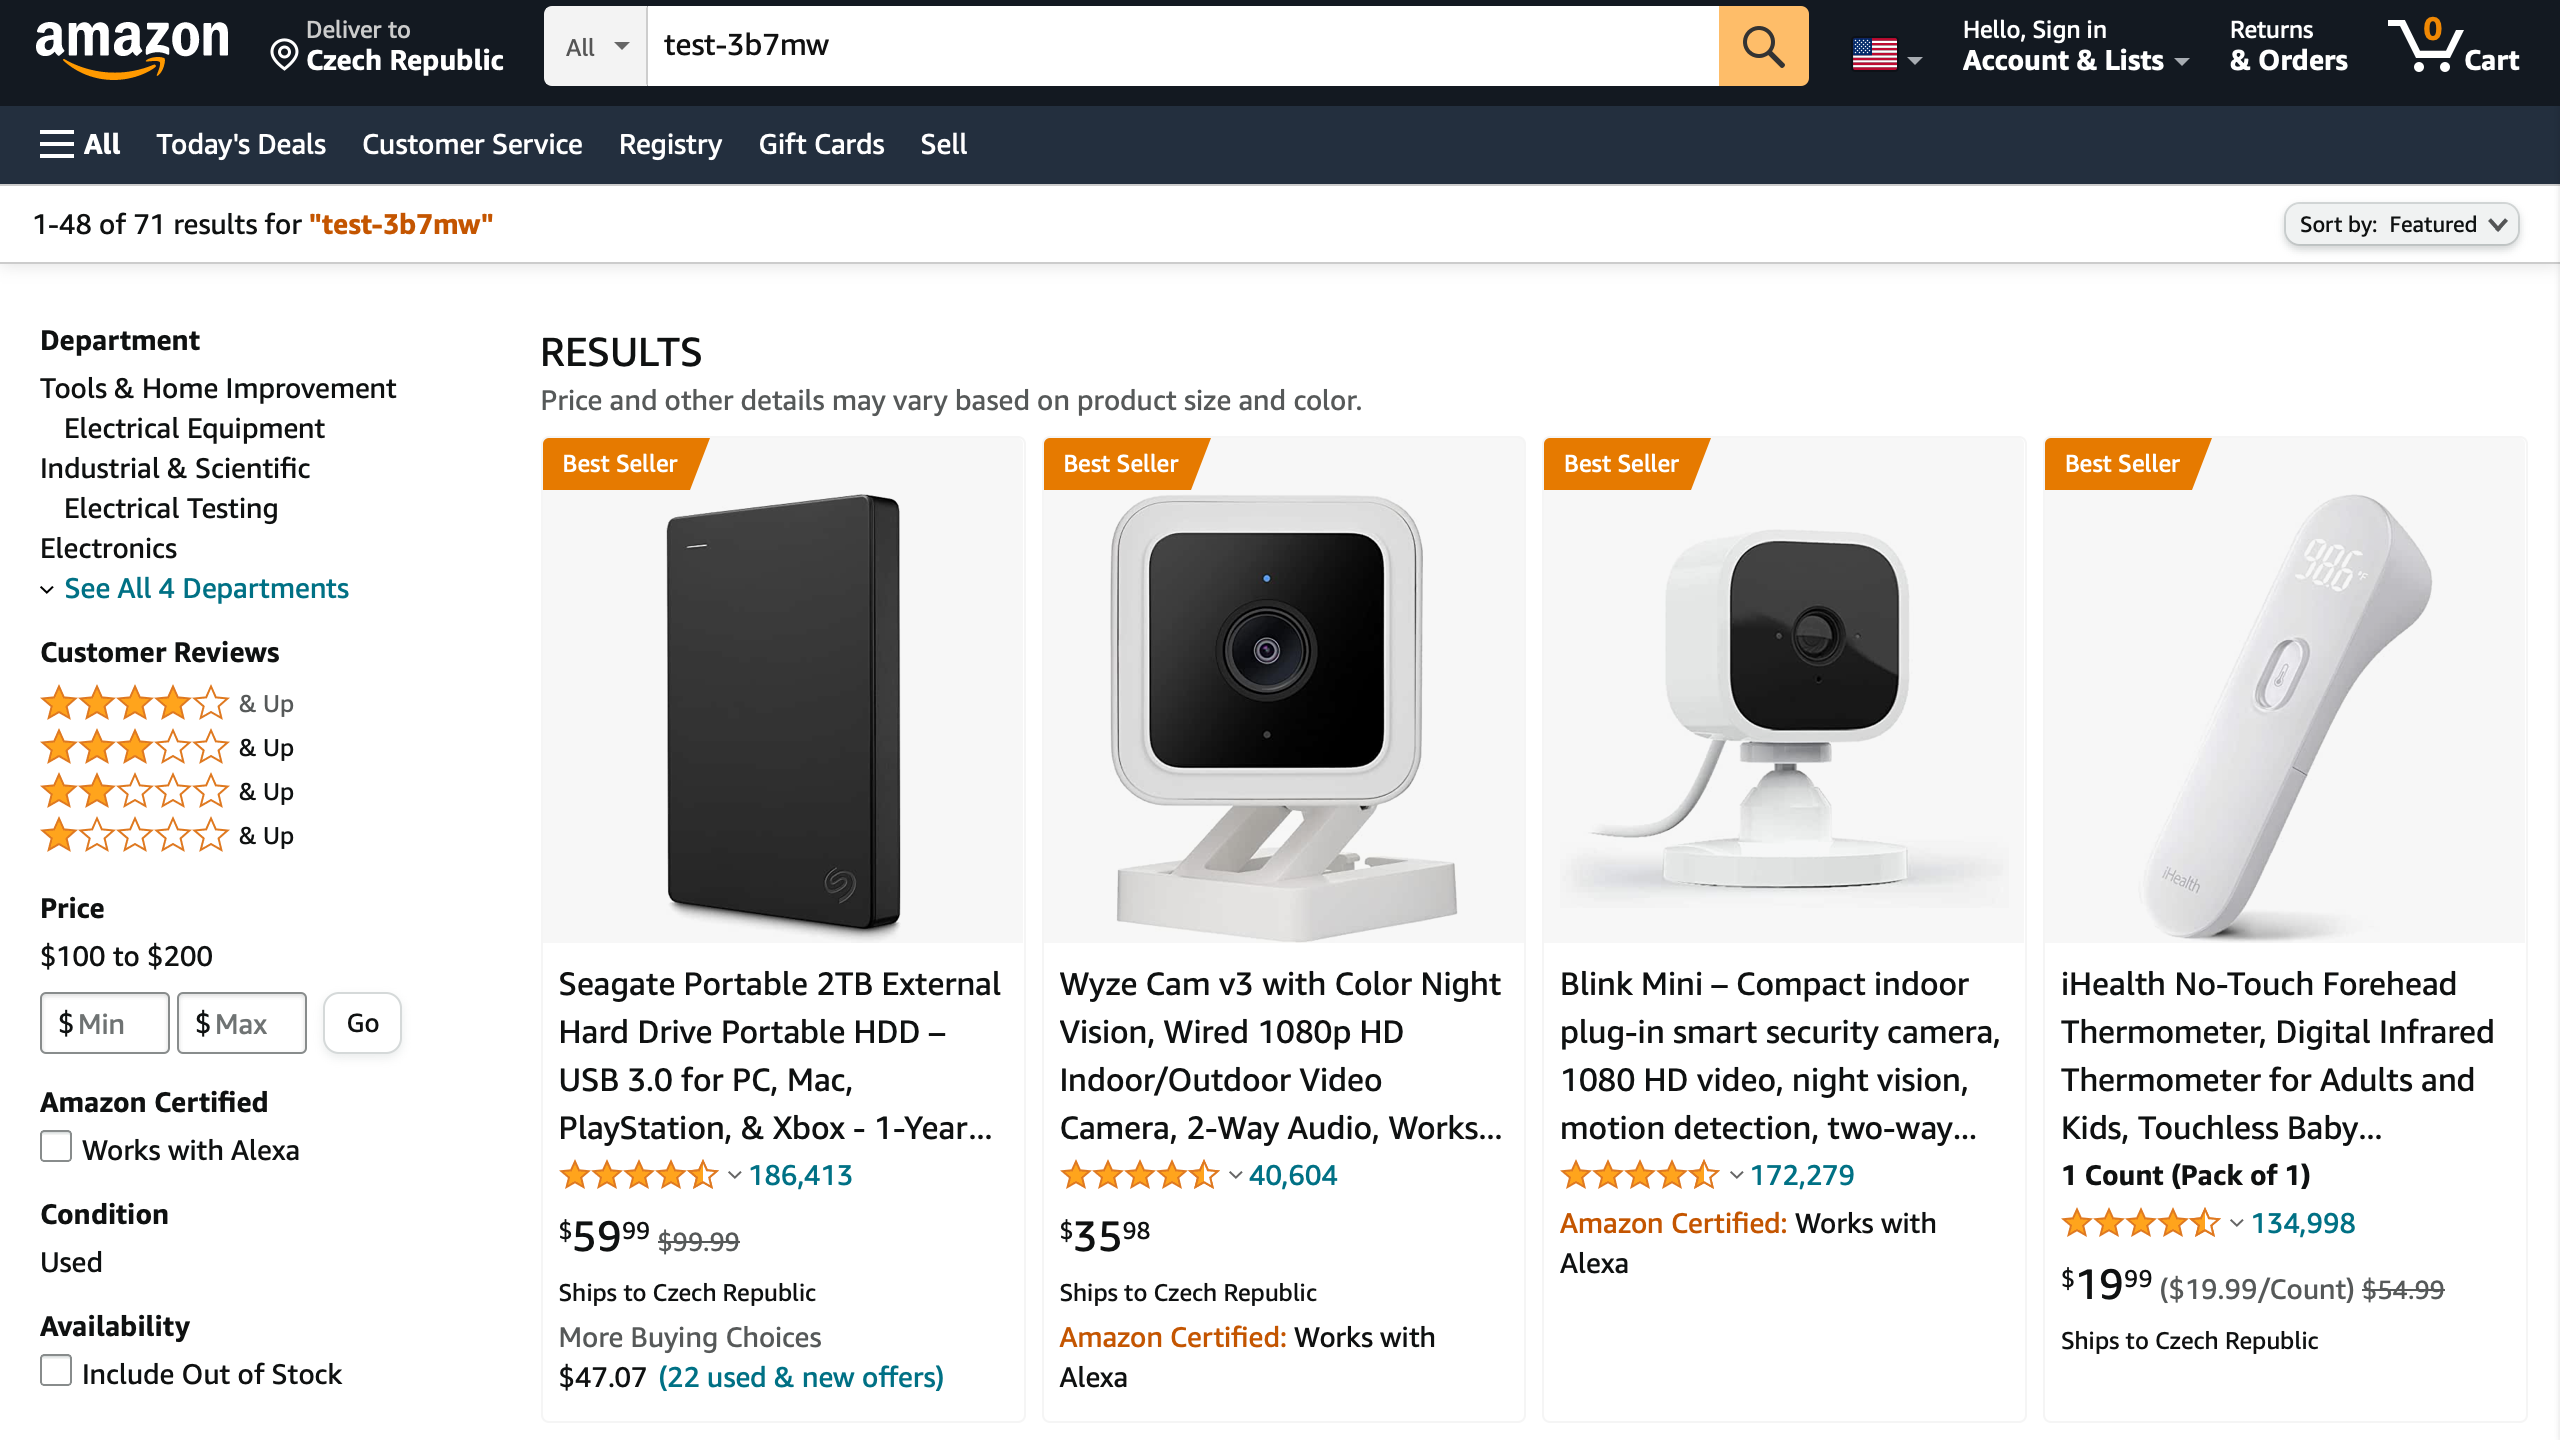 amazon
Deliver to
Czech Republic
All
test-3b7mw
Hello, Sign in
Account & Lists
Returns
& Orders
0
Cart
All
Today's Deals
Customer Service
Registry
Gift Cards
Sell
1-48 of 71 results for "test-3b7mw"
Sort by: Featured
Department
Tools & Home Improvement
Electrical Equipment
Industrial & Scientific
Electrical Testing
Electronics
See All 4 Departments
Customer Reviews
& Up
& Up
& Up
& Up
Price
$100 to $200
$ Min
$ Max
Go
Amazon Certified
Works with Alexa
Condition
Used
Availability
Include Out of Stock
RESULTS
Price and other details may vary based on product size and color.
Best Seller
Seagate Portable 2TB External
Hard Drive Portable HDD –
USB 3.0 for PC, Mac,
PlayStation, & Xbox - 1-Year...
186,413
$59.99 $99.99
Ships to Czech Republic
More Buying Choices
$47.07 (22 used & new offers)
Best Seller
Wyze Cam v3 with Color Night
Vision, Wired 1080p HD
Indoor/Outdoor Video
Camera, 2-Way Audio, Works...
40,604
$35.98
Ships to Czech Republic
Amazon Certified: Works with
Alexa
Best Seller
Blink Mini – Compact indoor
plug-in smart security camera,
1080 HD video, night vision,
motion detection, two-way...
172,279
Amazon Certified: Works with
Alexa
Best Seller
98.6 °F
iHealth
iHealth No-Touch Forehead
Thermometer, Digital Infrared
Thermometer for Adults and
Kids, Touchless Baby...
1 Count (Pack of 1)
134,998
$19.99 ($19.99/Count) $54.99
Ships to Czech Republic